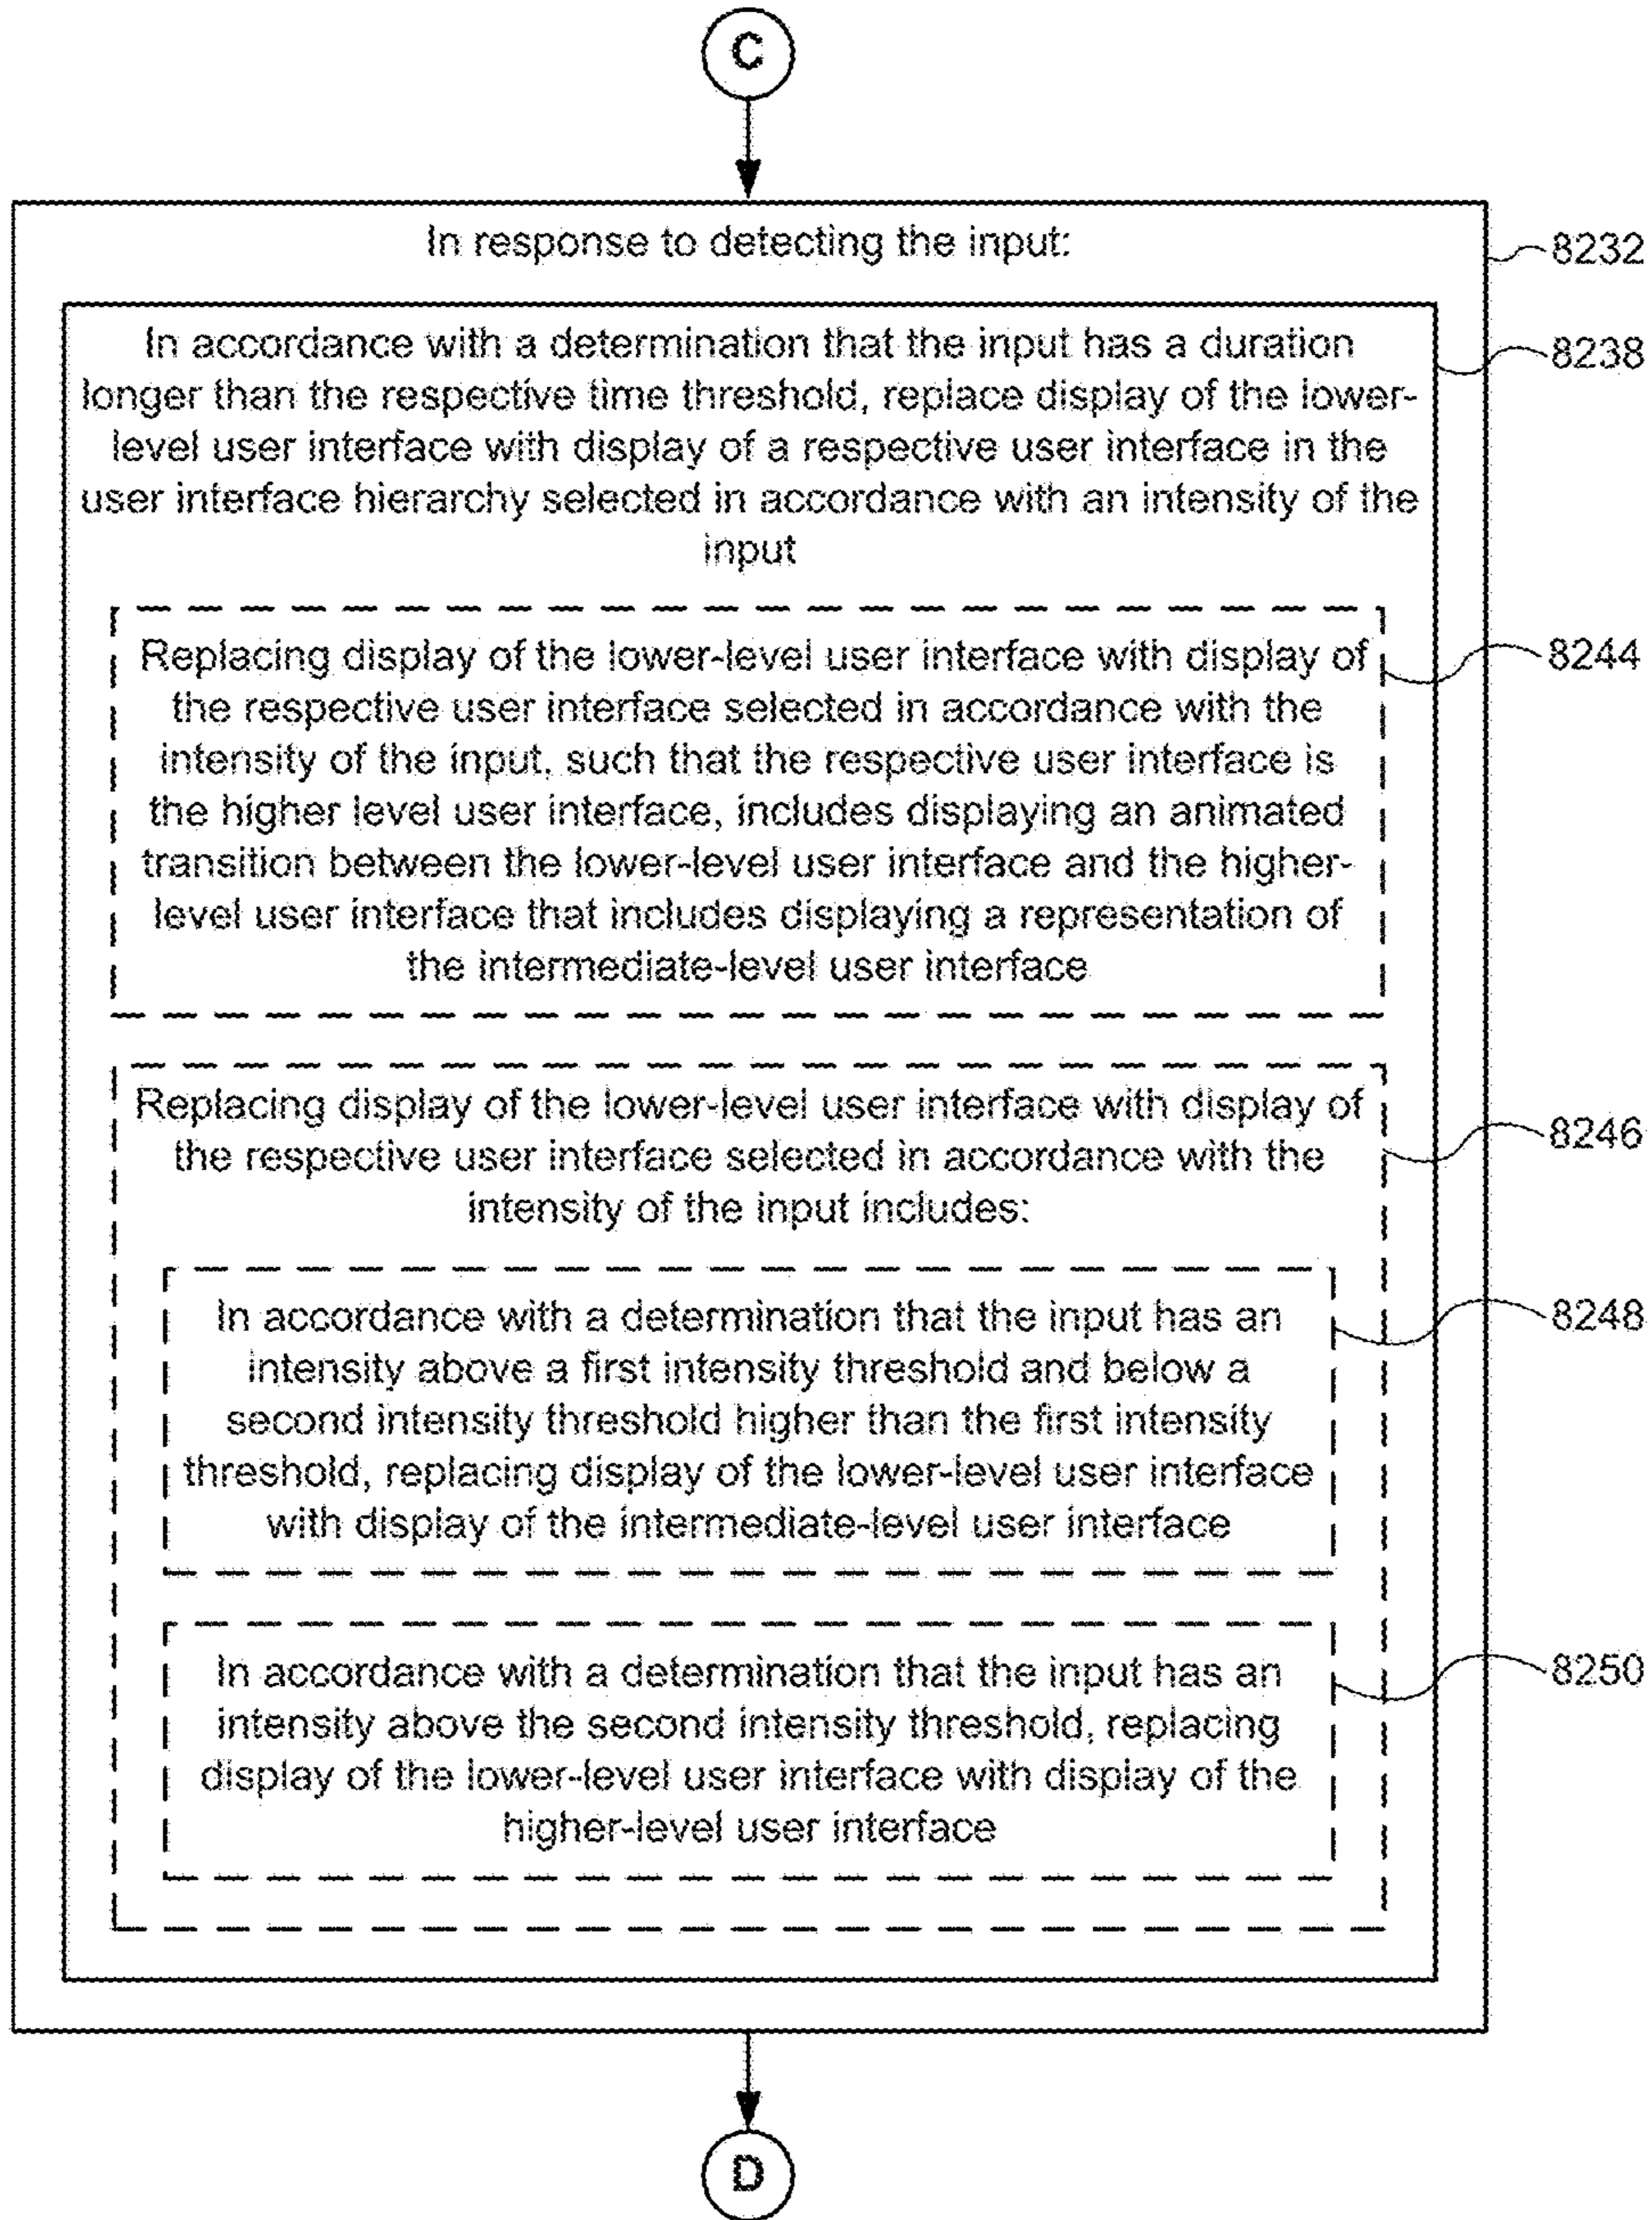 C
In response to detecting the input:
8232
In accordance with a determination that the input has a duration
8238
longer than the respective time threshold, replace display of the lower-
level user interface with display of a respective user interface in the
user interface hierarchy selected in accordance with an intensity of the
input
Replacing display of the lower-level user interface with display of
8244
the respective user interface selected in accordance with the
intensity of the input, such that the respective user interface is
the higher level user interface, includes displaying an animated
transition between the lower-level user interface and the higher-
level user interface that includes displaying a representation of
the intermediate-level user interface
Replacing display of the lower-level user interface with display of
8246
the respective user interface selected in accordance with the
intensity of the input includes:
In accordance with a determination that the input has an
8248
intensity above a first intensity threshold and below a
second intensity threshold higher than the first intensity
threshold, replacing display of the lower-level user interface
with display of the intermediate-level user interface
In accordance with a determination that the input has an
8250
intensity above the second intensity threshold, replacing
display of the lower-level user interface with display of the
higher-level user interface
D